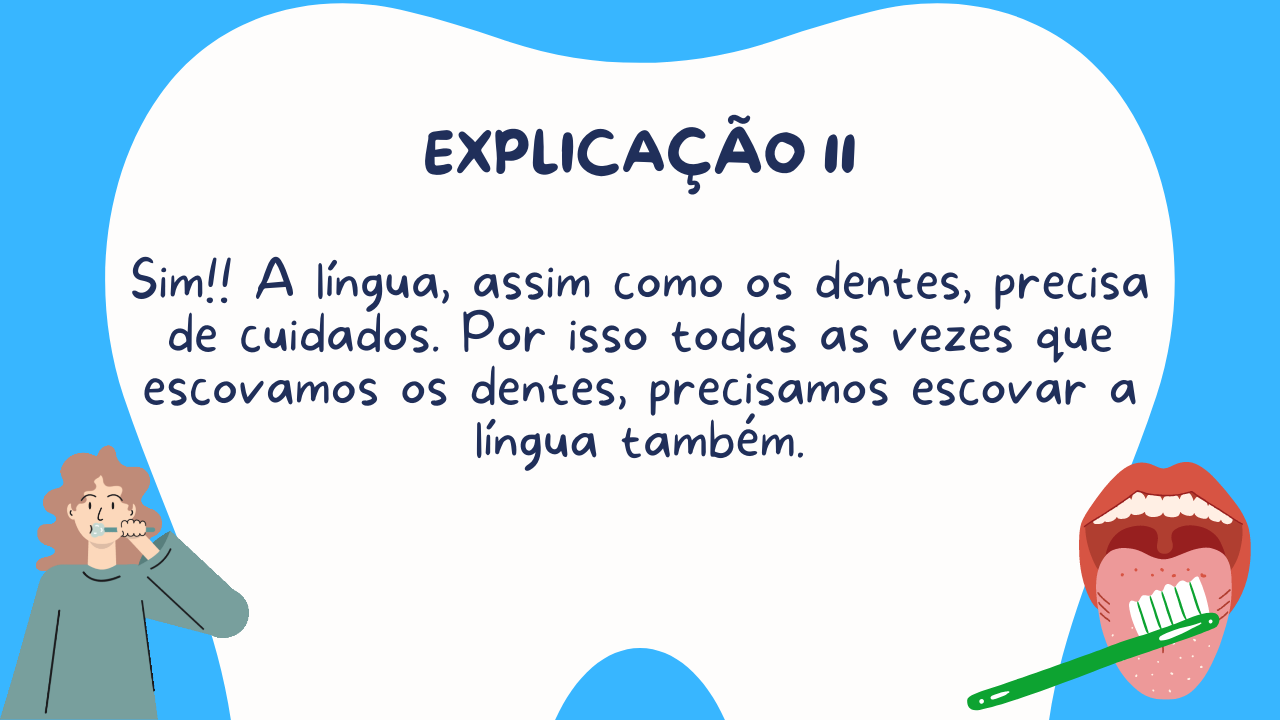 EXPLICAÇÃO II
Sim!! A língua, assim como os dentes, precisa
de cuidados. Por isso todas as vezes que
escovamos os dentes, precisamos escovar a
língua também.